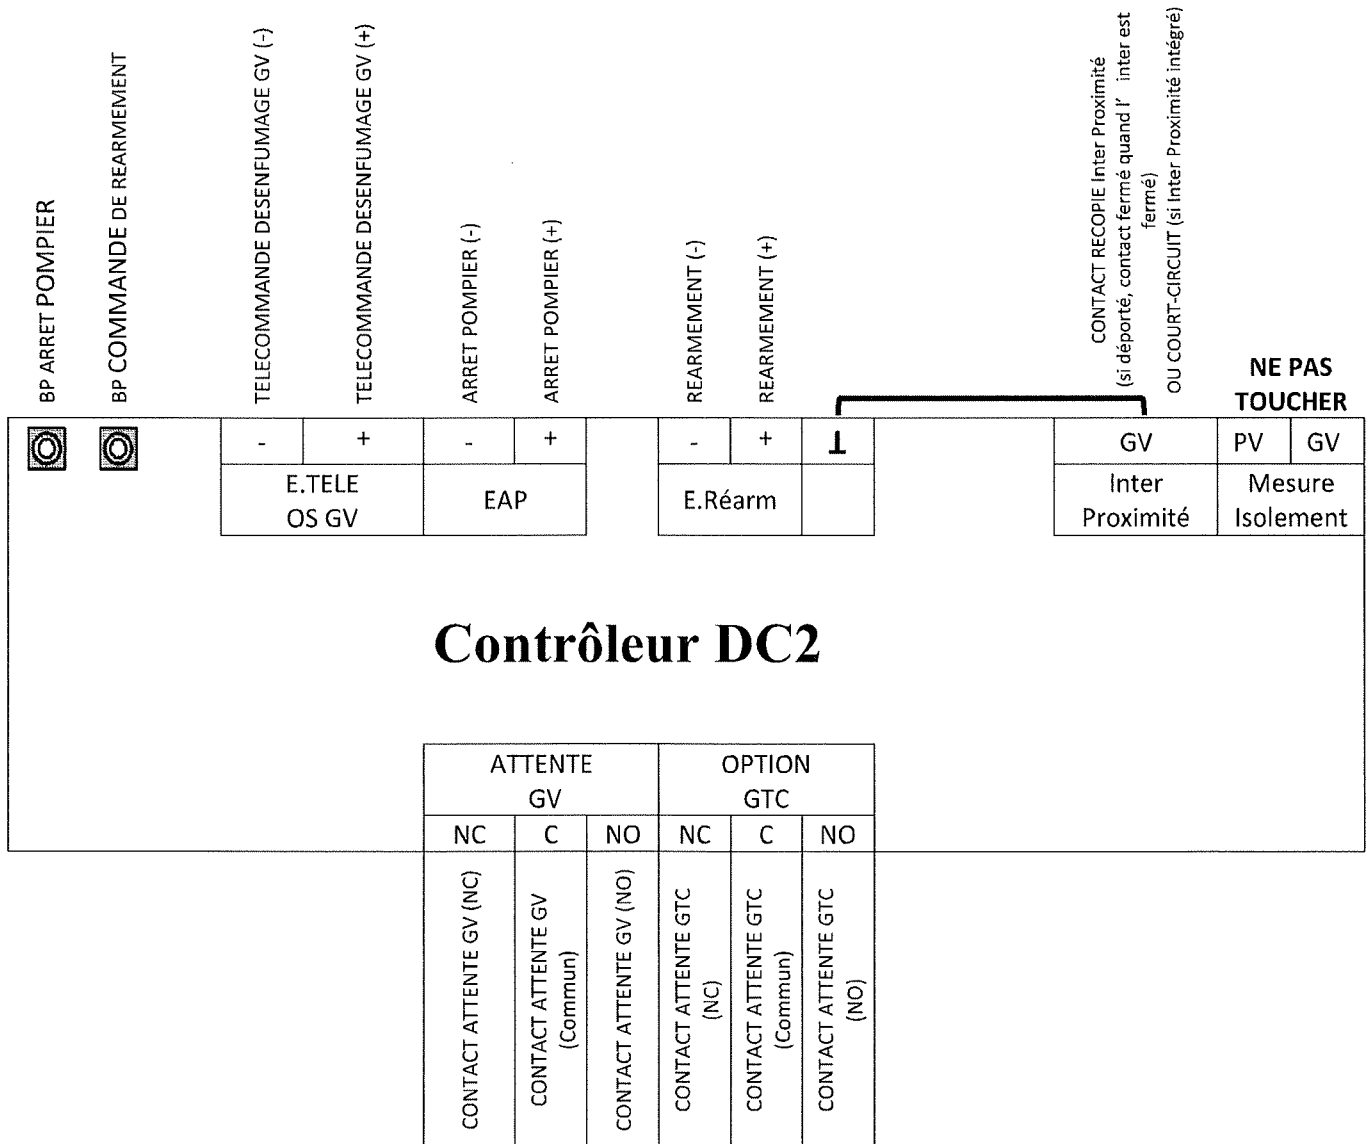 BP ARRET POMPIER
BP COMMANDE DE REARMEMENT
TELECOMMANDE DESENFUMAGE GV (-)
TELECOMMANDE DESENFUMAGE GV (+)
ARRET POMPIER (-)
ARRET POMPIER (+)
REARMEMENT (-)
REARMEMENT (+)
CONTACT RECOPIE Inter Proximité
(si déporté, contact fermé quand l’ inter est
fermé)
OU COURT-CIRCUIT (si Inter Proximité intégré)
NE PAS
TOUCHER
- + - + - + GV PV GV
E.TELE
OS GV
EAP
E.Réarm
Inter
Proximité
Mesure
Isolement
Contrôleur DC2
ATTENTE
GV
OPTION
GTC
NC C NO NC C NO
CONTACT ATTENTE GV (NC)
CONTACT ATTENTE GV
(Commun)
CONTACT ATTENTE GV (NO)
CONTACT ATTENTE GTC
(NC)
CONTACT ATTENTE GTC
(Commun)
CONTACT ATTENTE GTC
(NO)